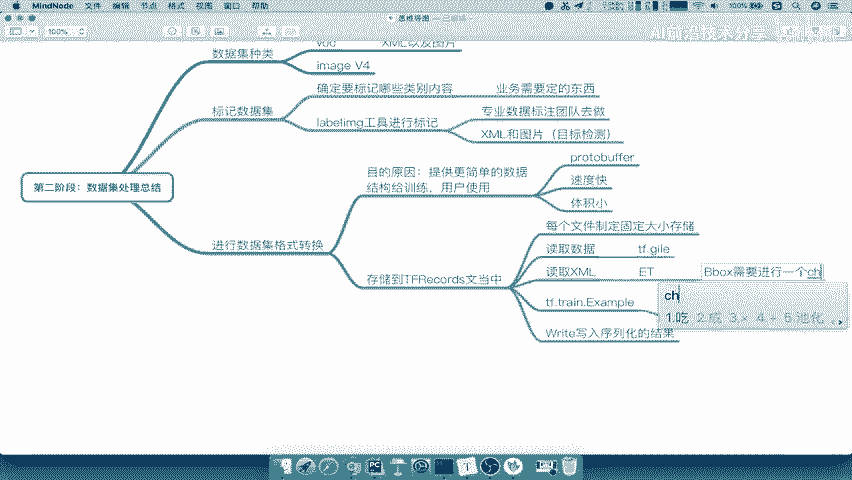 MindNode 文件 编辑 节点 格式 视图 窗口 帮助
100%
思维导图 — 已编辑
100%
AI前沿技术分享
数据集种类
voc XML以及图片
image V4
标记数据集
确定要标记哪些类别内容 业务需要定的东西
labelimg工具进行标记
专业数据标注团队去做
XML和图片（目标检测）
第二阶段：数据集处理总结
进行数据集格式转换
目的原因：提供更简单的数据
结构给训练，用户使用
protobuffer
速度快
体积小
存储到TFRecords文当中
每个文件制定固定大小存储
读取数据 tf.gile
读取XML ET Bbox需要进行一个ch
tf.train.Example
Write写入序列化的结果
ch
1.吃 2.成 3.× 4.÷ 5.池化